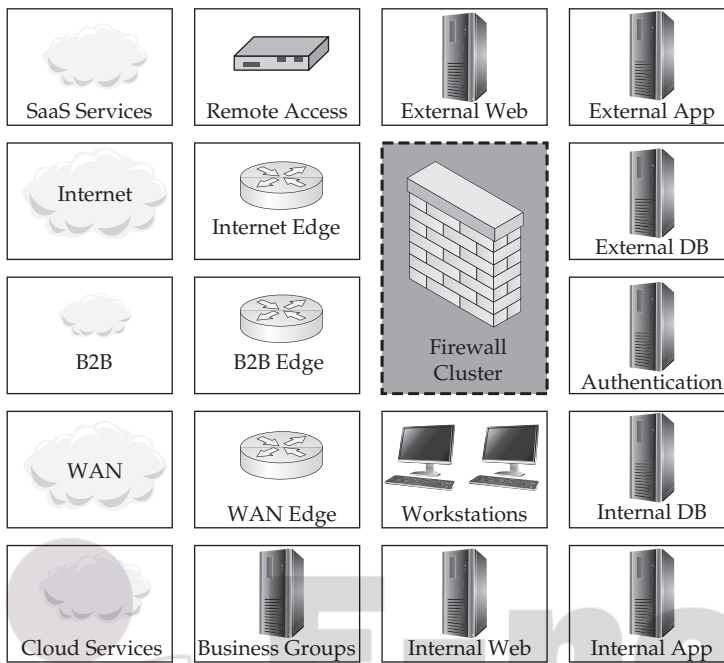 SaaS Services
Remote Access
External Web
External App
Internet
Internet Edge
External DB
B2B
B2B Edge
Firewall
Cluster
Authentication
WAN
WAN Edge
Workstations
Internal DB
Cloud Services
Business Groups
Internal Web
Internal App